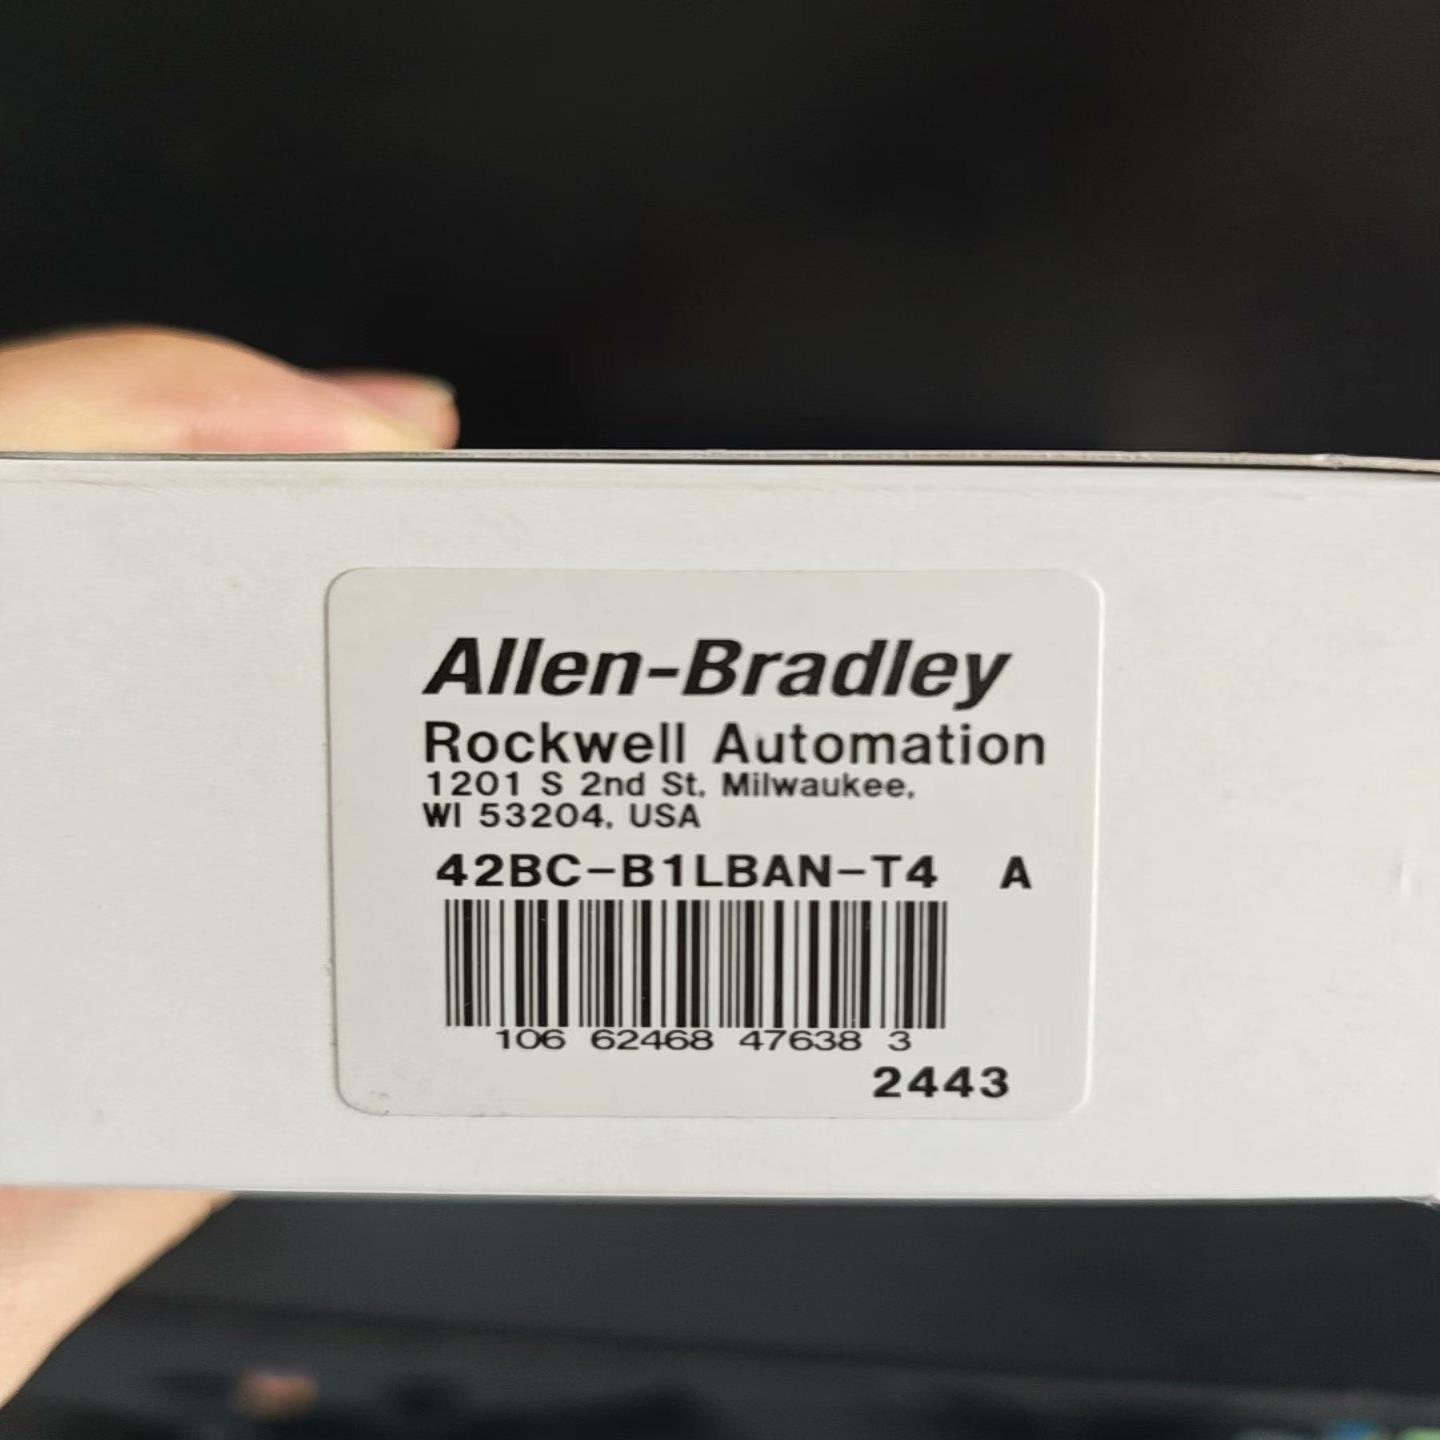 Allen-Bradley
Rockwell Automation
1201 S 2nd St, Milwaukee,
WI 53204, USA
42BC-B1LBAN-T4 A
106 62468 47638 3
2443